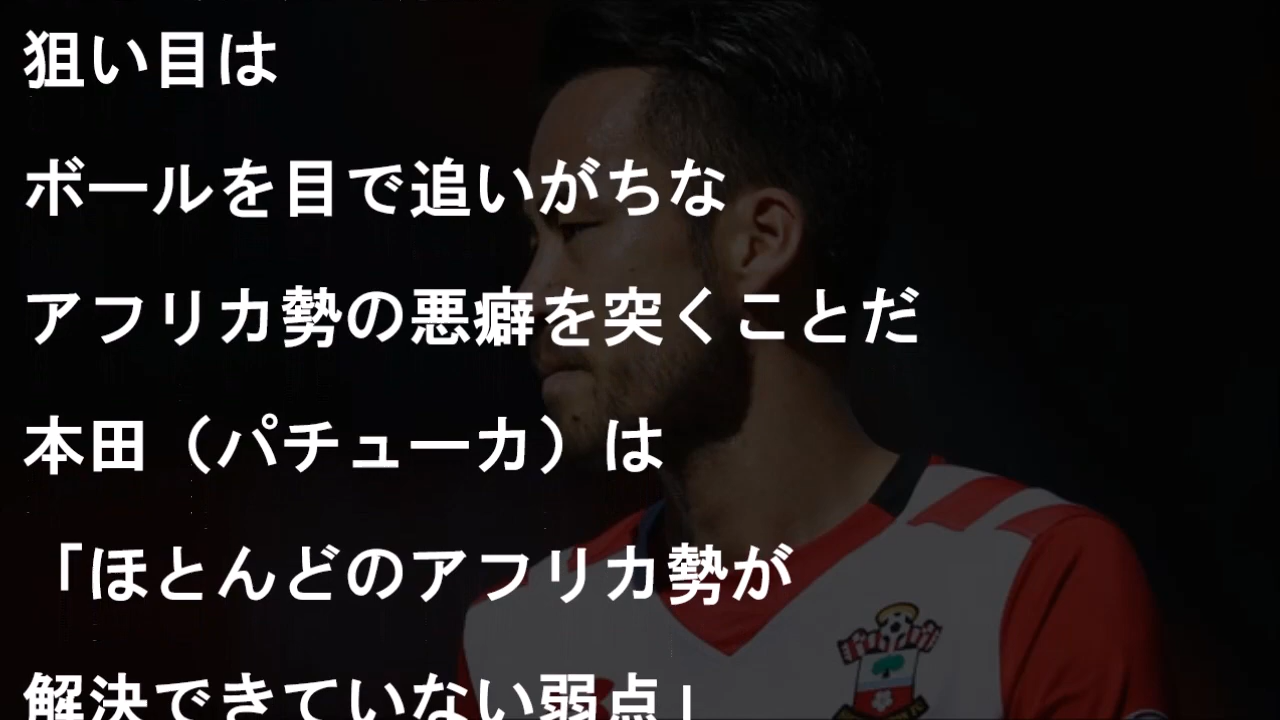 狙い目は
ボールを目で追いがちな
アフリカ勢の悪癖を突くことだ
本田（パチューカ）は
「ほとんどのアフリカ勢が
解決できていない弱点」